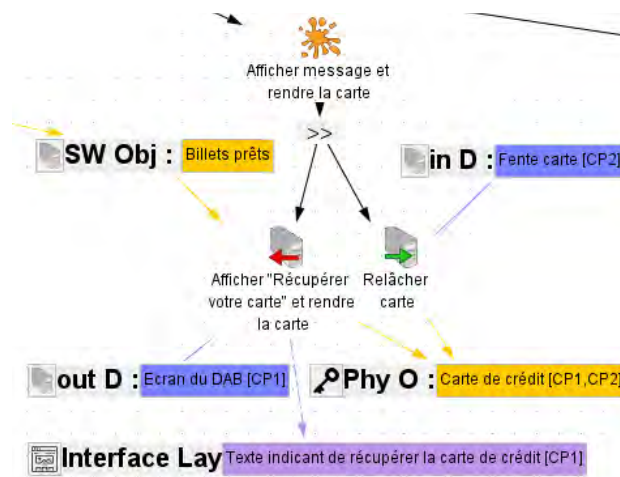 Afficher message et
rendre la carte
>>
SW Obj : Billets prêts
in D : Fente carte [CP2]
Afficher "Récupérer
votre carte" et rendre
la carte
Relâcher
carte
out D : Ecran du DAB [CP1]
Phy O : Carte de crédit [CP1,CP2]
Interface Lay Texte indicant de récupérer la carte de crédit [CP1]